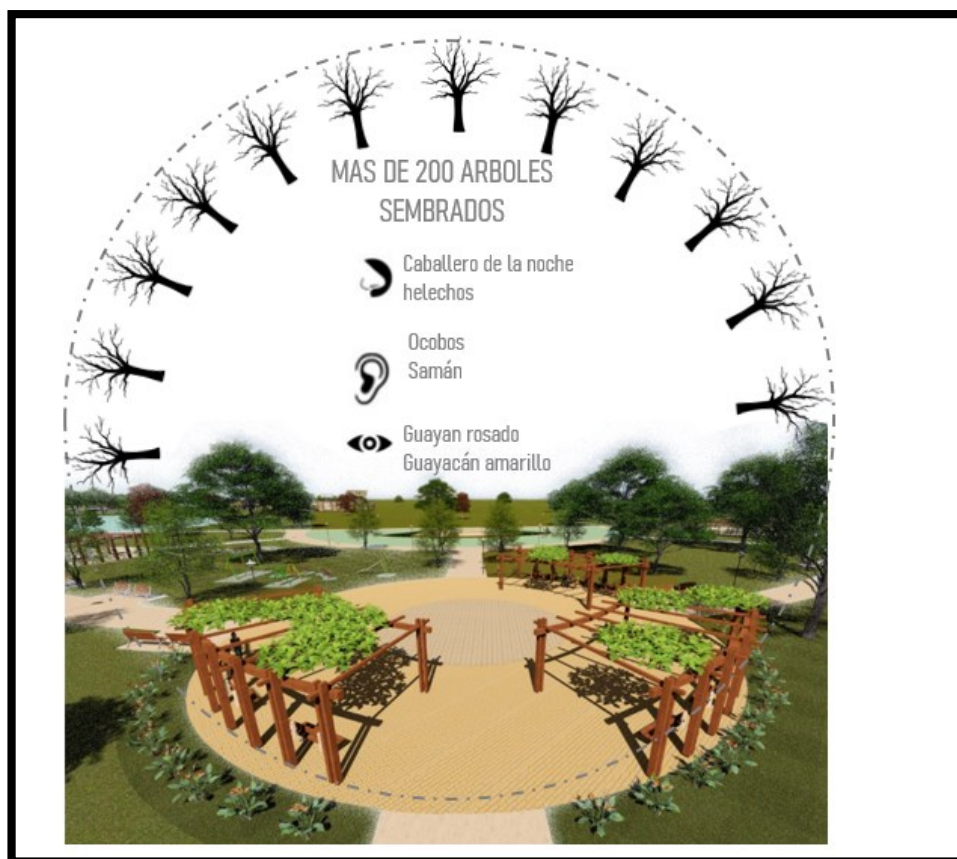 MAS DE 200 ARBOLES
SEMBRADOS
Caballero de la noche
helechos
Ocobos
Samán
Guayan rosado
Guayacán amarillo